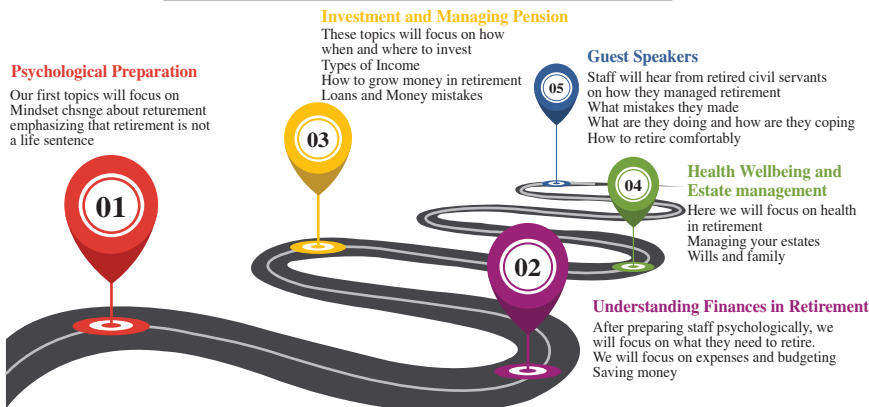 01
Psychological Preparation
Our first topics will focus on
Mindset chsnge about returement
emphasizing that retirement is not
a life sentence
02
Understanding Finances in Retirement
After preparing staff psychologically, we
will focus on what they need to retire.
We will focus on expenses and budgeting
Saving money
03
Investment and Managing Pension
These topics will focus on how
when and where to invest
Types of Income
How to grow money in retirement
Loans and Money mistakes
04
Health Wellbeing and
Estate management
Here we will focus on health
in retirement
Managing your estates
Wills and family
05
Guest Speakers
Staff will hear from retired civil servants
on how they managed retirement
What mistakes they made
What are they doing and how are they coping
How to retire comfortably